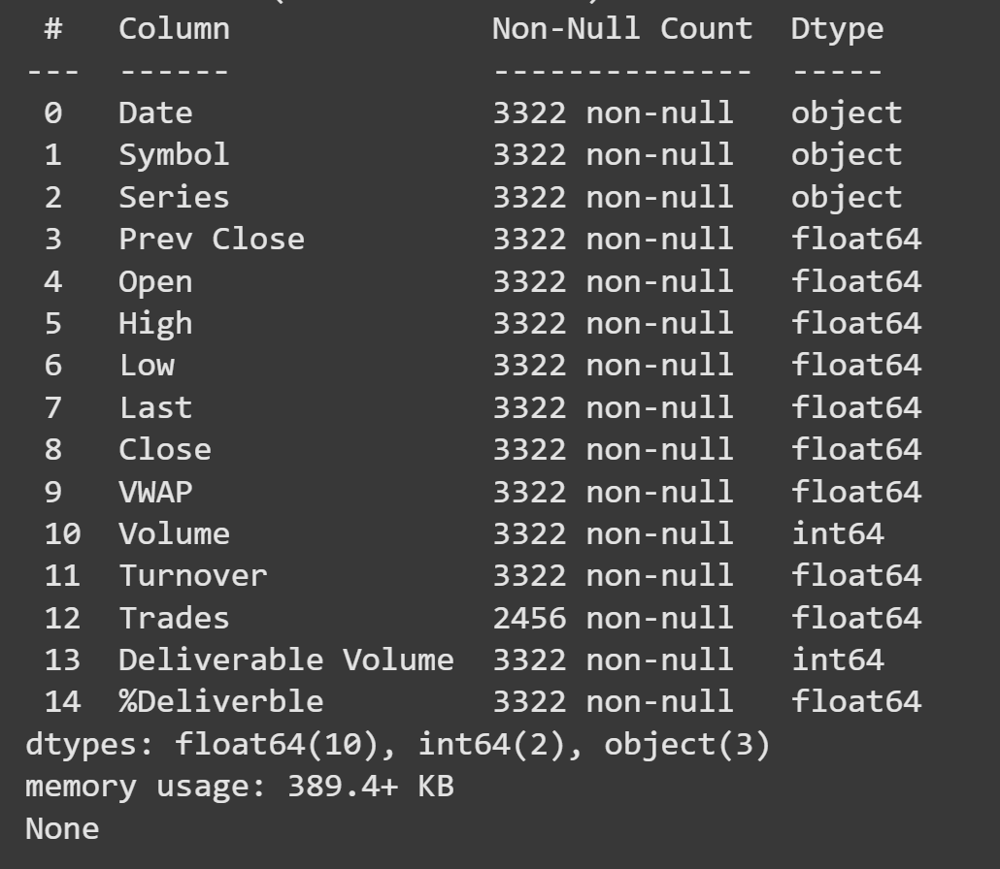 #   Column              Non-Null Count  Dtype
---  ------              --------------  -----
0   Date                3322 non-null   object
1   Symbol              3322 non-null   object
2   Series              3322 non-null   object
3   Prev Close          3322 non-null   float64
4   Open                3322 non-null   float64
5   High                3322 non-null   float64
6   Low                 3322 non-null   float64
7   Last                3322 non-null   float64
8   Close               3322 non-null   float64
9   VWAP                3322 non-null   float64
10  Volume              3322 non-null   int64
11  Turnover            3322 non-null   float64
12  Trades              2456 non-null   float64
13  Deliverable Volume  3322 non-null   int64
14  %Deliverble         3322 non-null   float64
dtypes: float64(10), int64(2), object(3)
memory usage: 389.4+ KB
None